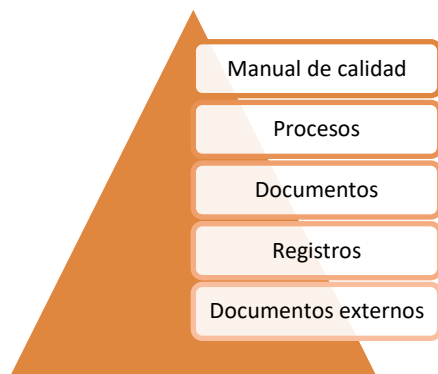 Manual de calidad
Procesos
Documentos
Registros
Documentos externos